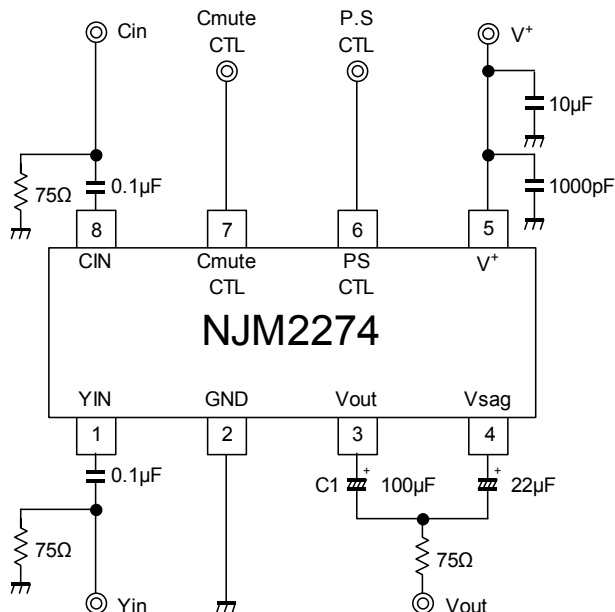 Cin
Cmute
CTL
P.S
CTL
V+
10µF
75Ω
0.1µF
1000pF
8
7
6
5
CIN
Cmute
CTL
PS
CTL
V+
NJM2274
YIN
GND
Vout
Vsag
1
2
3
4
0.1µF
C1
+
100µF
+
22µF
75Ω
75Ω
Yin
Vout